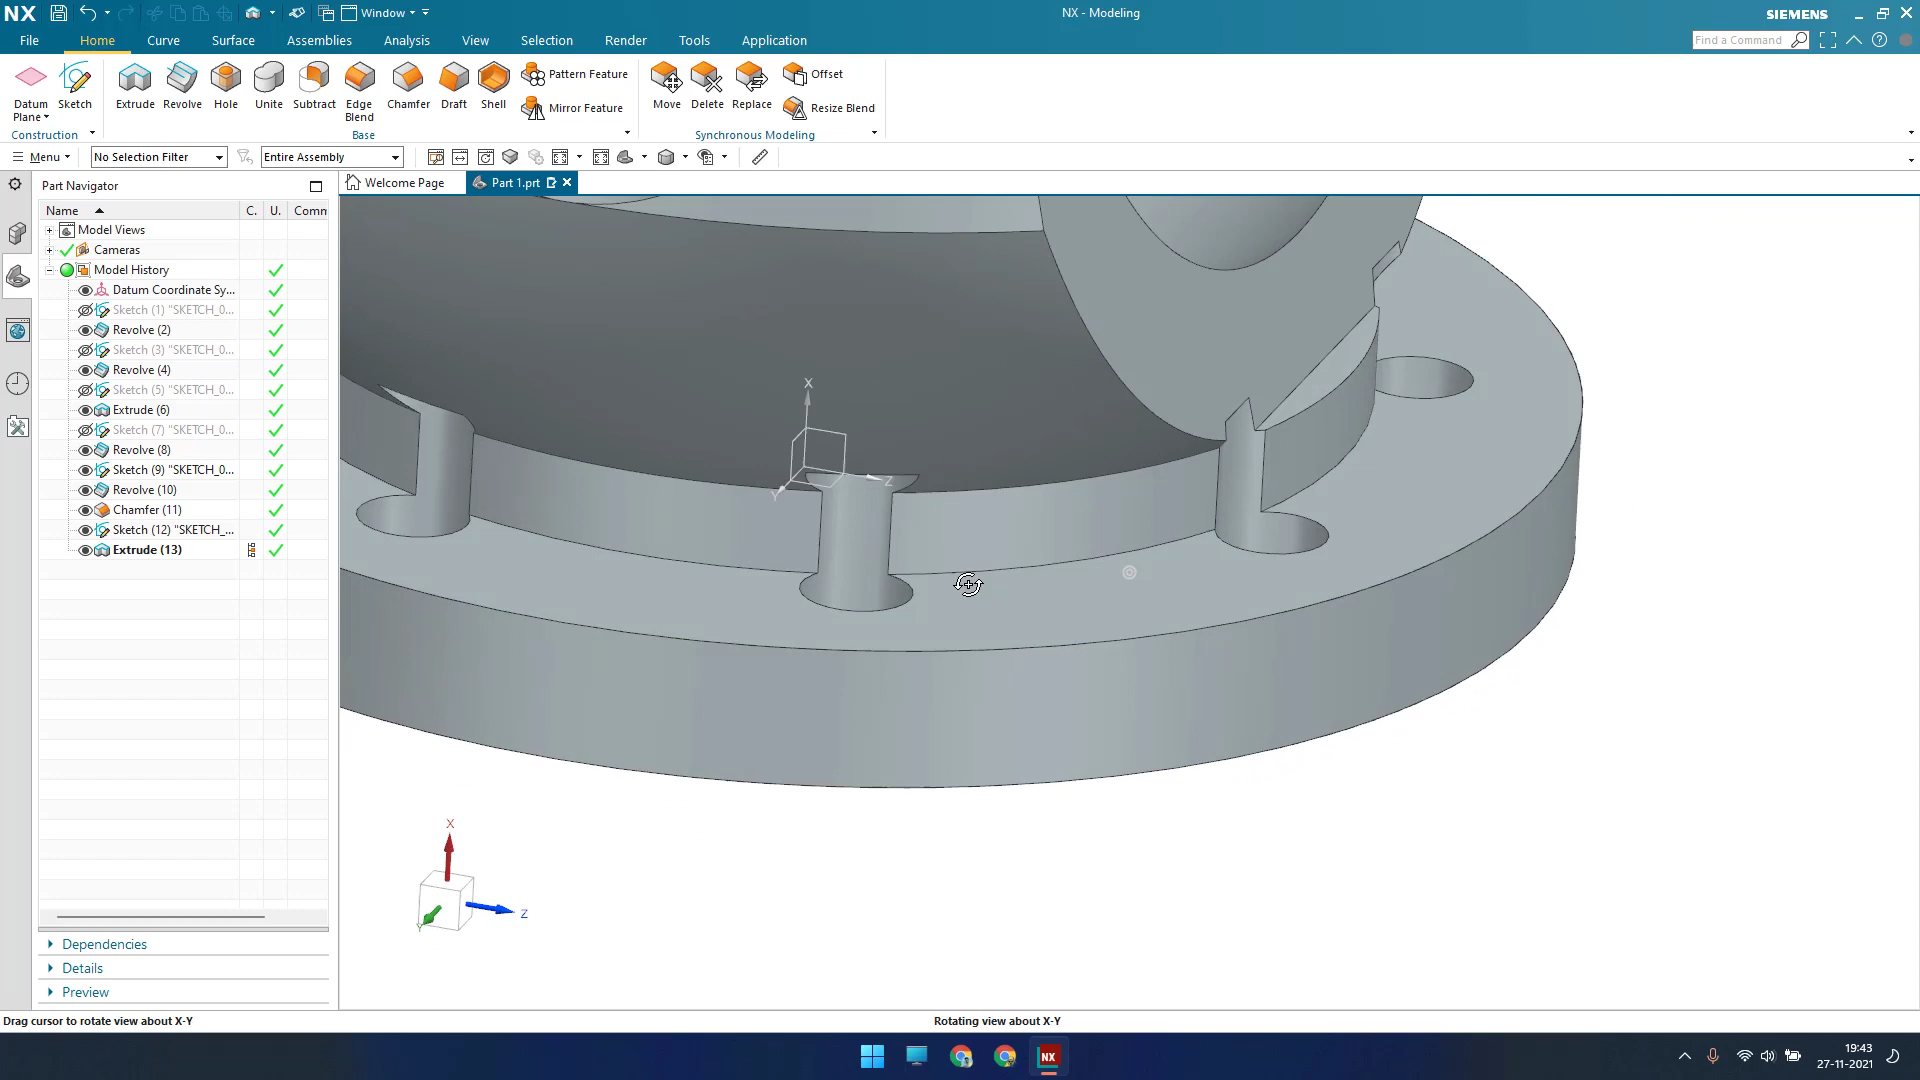 NX
Window
NX - Modeling
SIEMENS
File Home Curve Surface Assemblies Analysis View Selection Render Tools Application
Find a Command
Datum Plane Sketch Extrude Revolve Hole Unite Subtract Edge Blend Chamfer Draft Shell
Pattern Feature
Mirror Feature
Move Delete Replace
Offset
Resize Blend
Construction Base Synchronous Modeling
Menu No Selection Filter Entire Assembly
Part Navigator
Welcome Page Part 1.prt
Name C. U. Comm
Model Views
Cameras
Model History
Datum Coordinate Sy...
Sketch (1) "SKETCH_0...
Revolve (2)
Sketch (3) "SKETCH_0...
Revolve (4)
Sketch (5) "SKETCH_0...
Extrude (6)
Sketch (7) "SKETCH_0...
Revolve (8)
Sketch (9) "SKETCH_0...
Revolve (10)
Chamfer (11)
Sketch (12) "SKETCH_...
Extrude (13)
X
Z
Y
X
Z
Y
Dependencies
Details
Preview
Drag cursor to rotate view about X-Y
Rotating view about X-Y
NX
19:43
27-11-2021